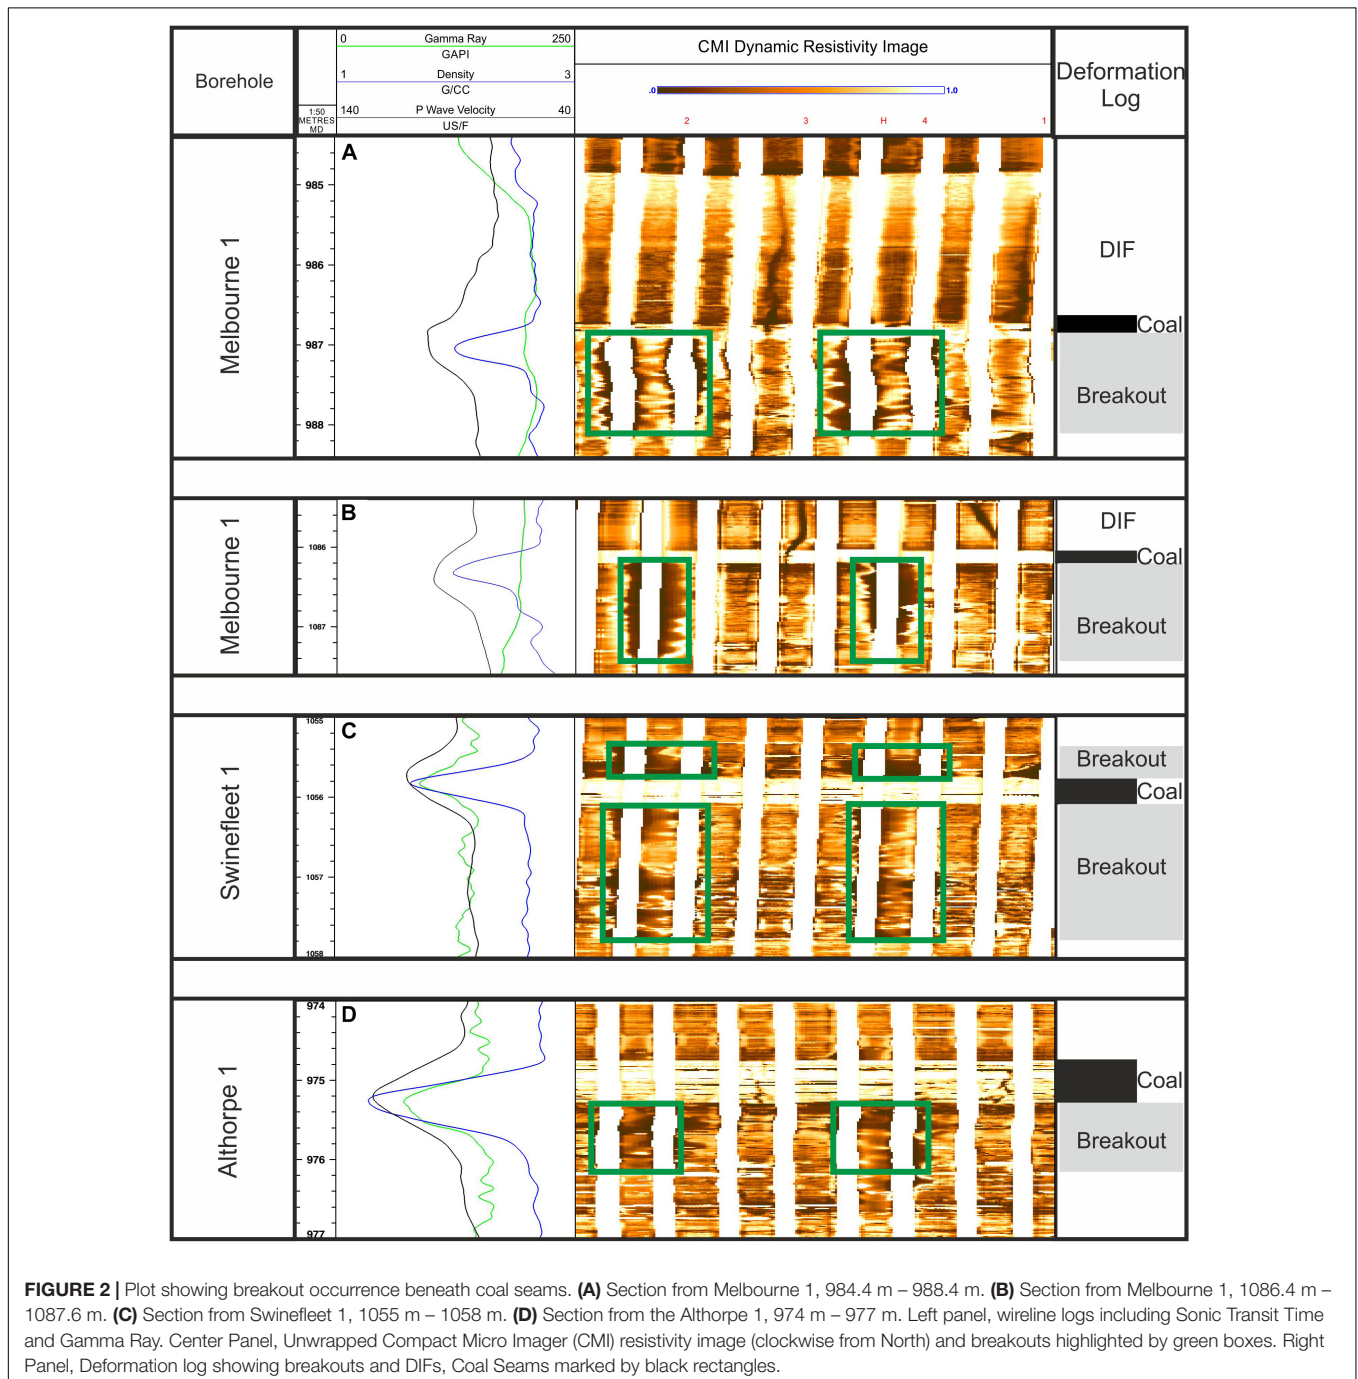 Borehole
1:50
METRES
MD
0 Gamma Ray 250
GAPI
1 Density 3
G/CC
140 P Wave Velocity 40
US/F
CMI Dynamic Resistivity Image
.0 1.0
2 3 H 4 1
Deformation
Log
Melbourne 1
A
985
986
987
988
DIF
Coal
Breakout
Melbourne 1
B
1086
1087
DIF
Coal
Breakout
Swinefleet 1
C
1055
1056
1057
1058
Breakout
Coal
Breakout
Althorpe 1
D
974
975
976
977
Coal
Breakout
FIGURE 2 | Plot showing breakout occurrence beneath coal seams. (A) Section from Melbourne 1, 984.4 m – 988.4 m. (B) Section from Melbourne 1, 1086.4 m –
1087.6 m. (C) Section from Swinefleet 1, 1055 m – 1058 m. (D) Section from the Althorpe 1, 974 m – 977 m. Left panel, wireline logs including Sonic Transit Time
and Gamma Ray. Center Panel, Unwrapped Compact Micro Imager (CMI) resistivity image (clockwise from North) and breakouts highlighted by green boxes. Right
Panel, Deformation log showing breakouts and DIFs, Coal Seams marked by black rectangles.